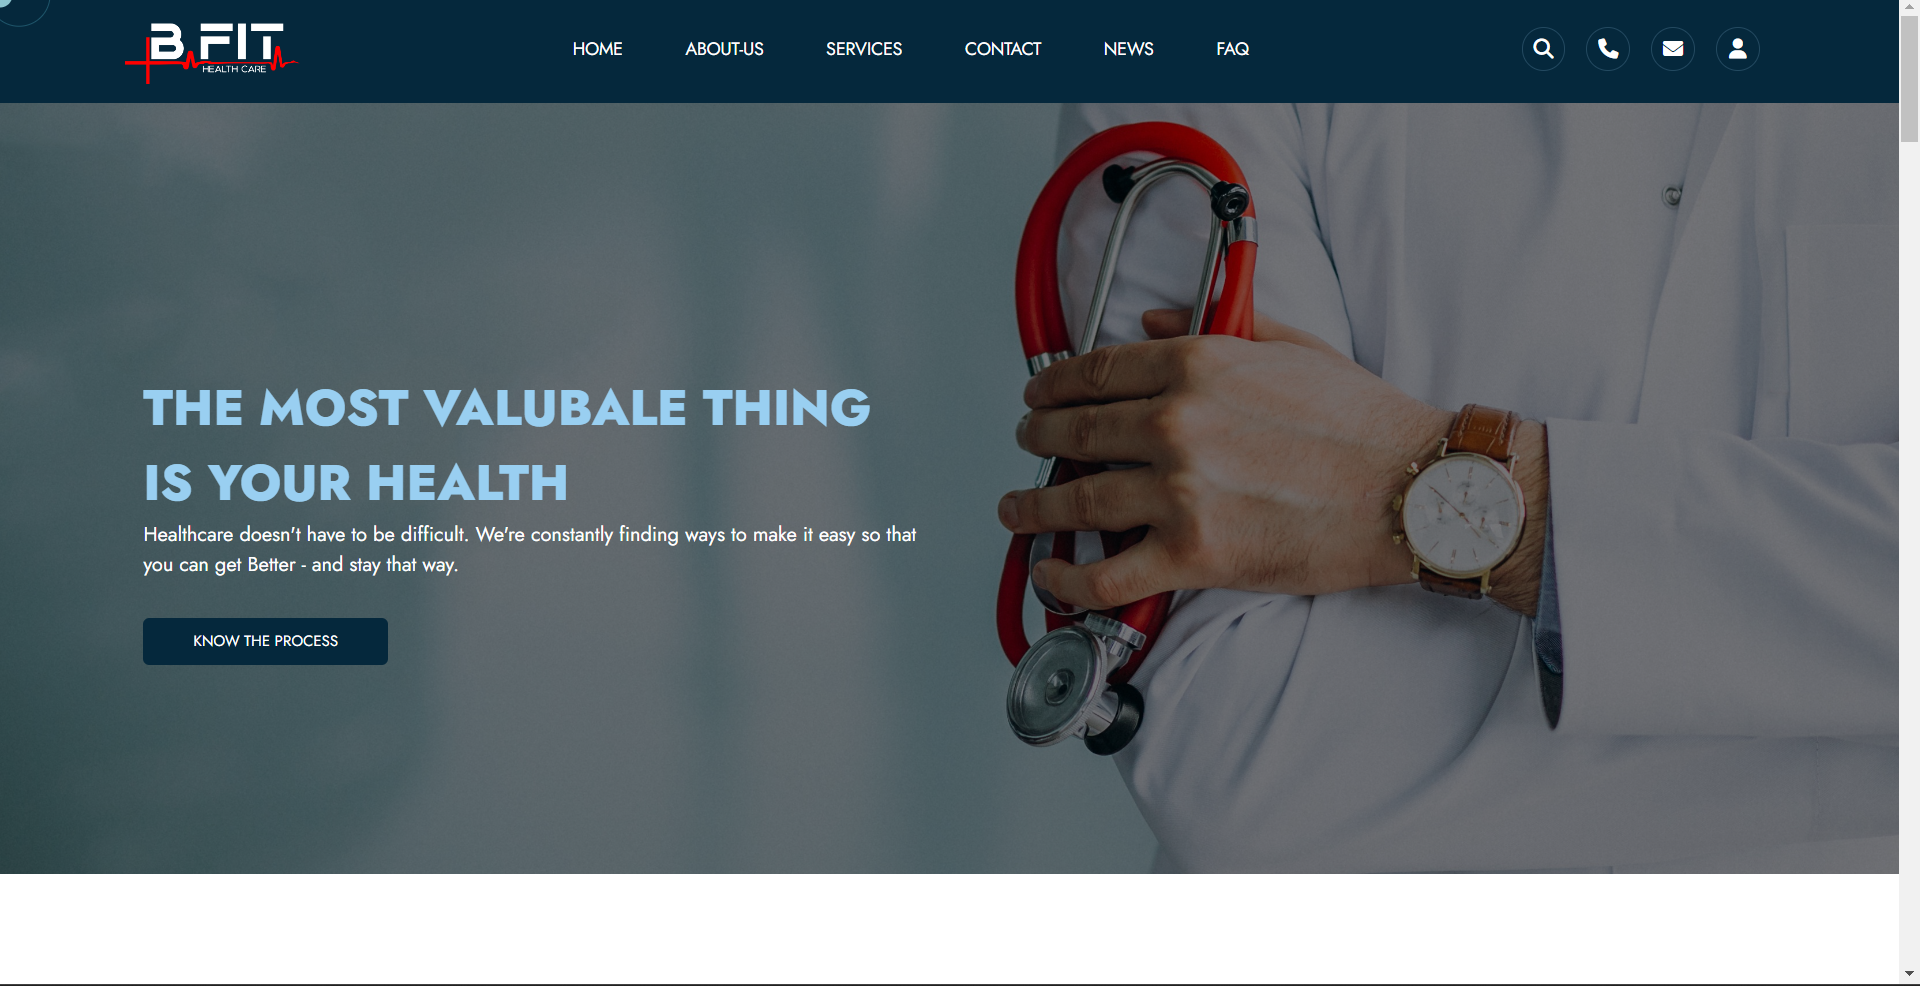 B FIT
HEALTH CARE
HOME ABOUT-US SERVICES CONTACT NEWS FAQ
THE MOST VALUBALE THING
IS YOUR HEALTH
Healthcare doesn't have to be difficult. We're constantly finding ways to make it easy so that
you can get Better - and stay that way.
KNOW THE PROCESS